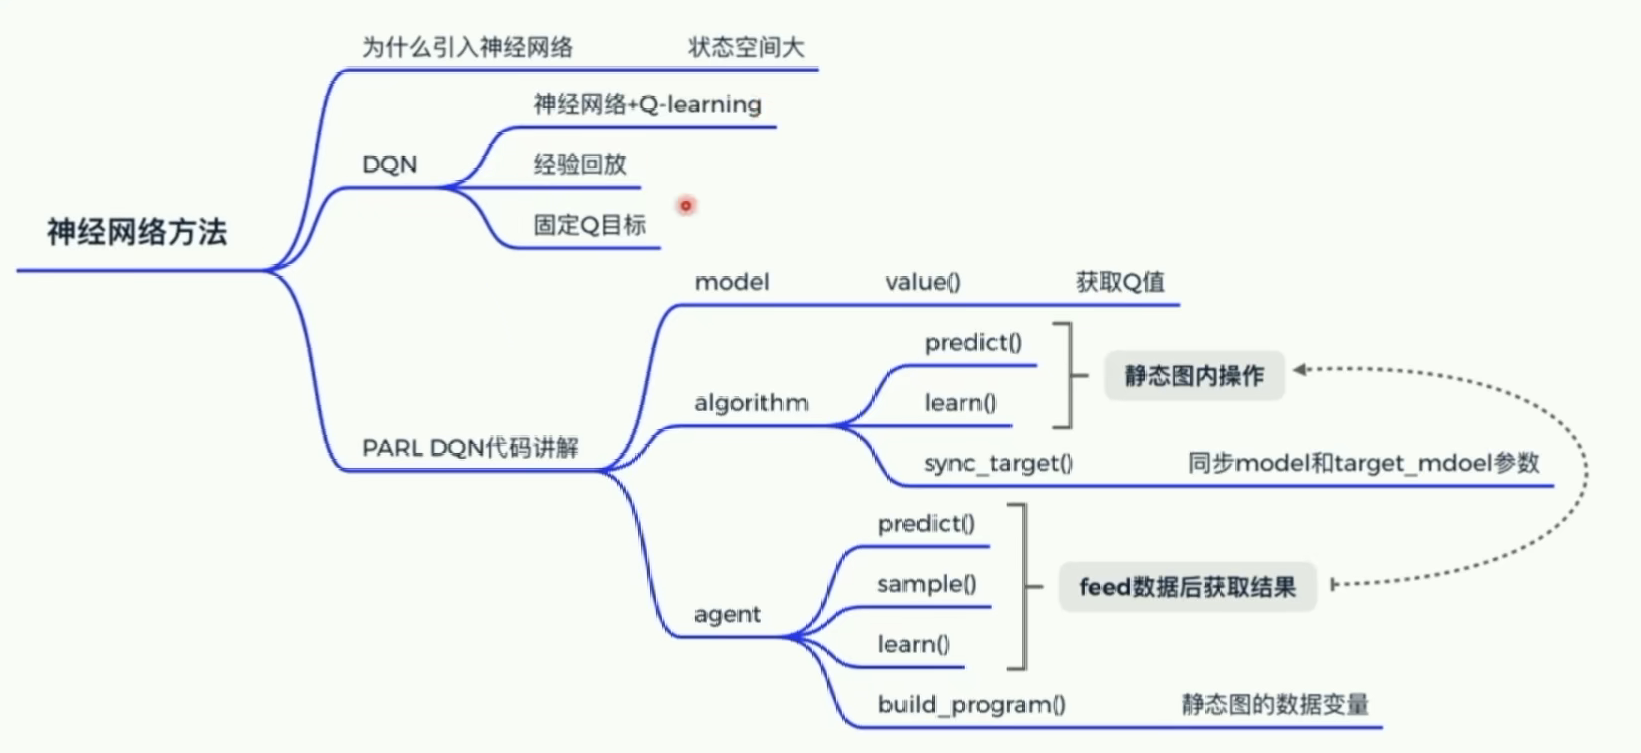 为什么引入神经网络 状态空间大
神经网络+Q-learning
DQN 经验回放
固定Q目标
神经网络方法
model value() 获取Q值
predict()
静态图内操作
algorithm learn()
PARL DQN代码讲解 sync_target() 同步model和target_mdoel参数
predict()
sample() feed数据后获取结果
agent
learn()
build_program() 静态图的数据变量